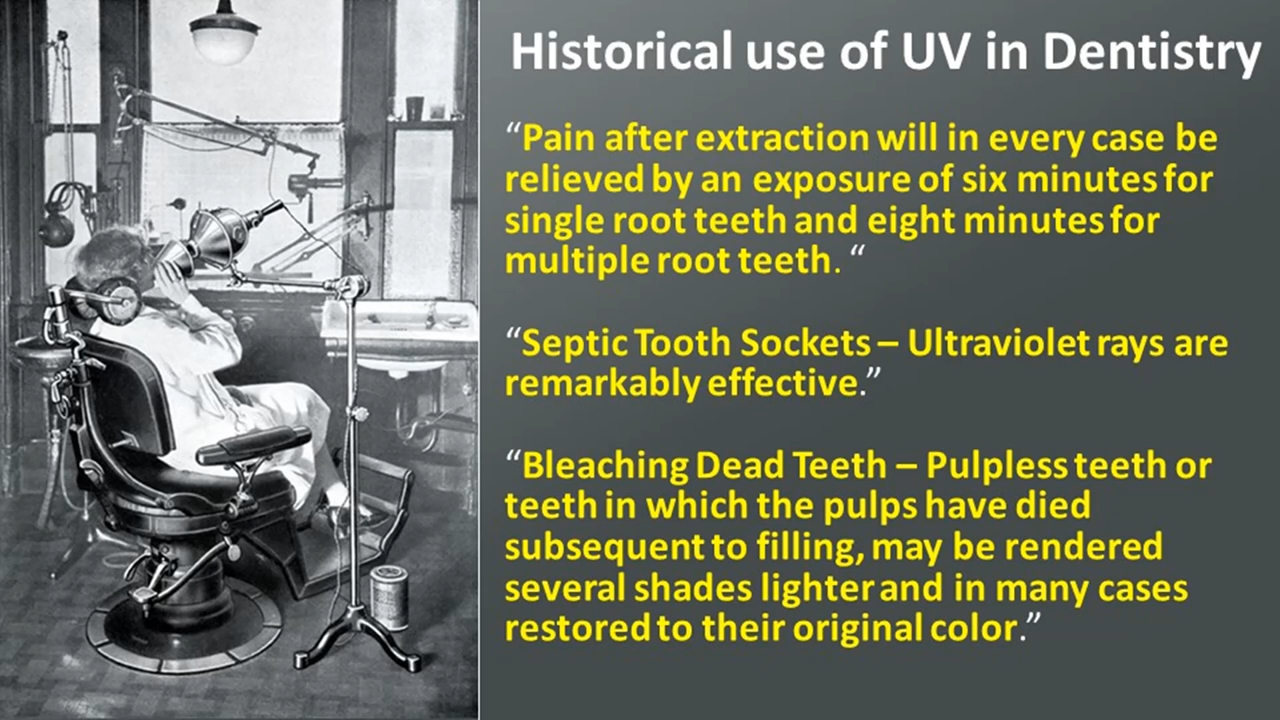 Historical use of UV in Dentistry
“Pain after extraction will in every case be
relieved by an exposure of six minutes for
single root teeth and eight minutes for
multiple root teeth. “
“Septic Tooth Sockets – Ultraviolet rays are
remarkably effective.”
“Bleaching Dead Teeth – Pulpless teeth or
teeth in which the pulps have died
subsequent to filling, may be rendered
several shades lighter and in many cases
restored to their original color.”